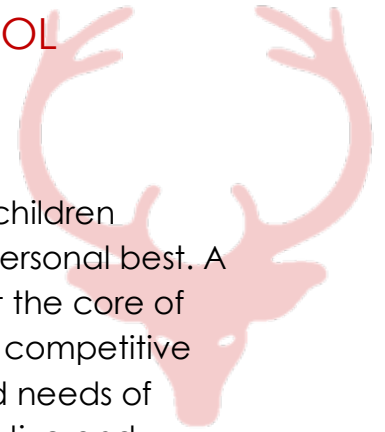 OL
children
ersonal best. A
the core of
competitive
d needs of